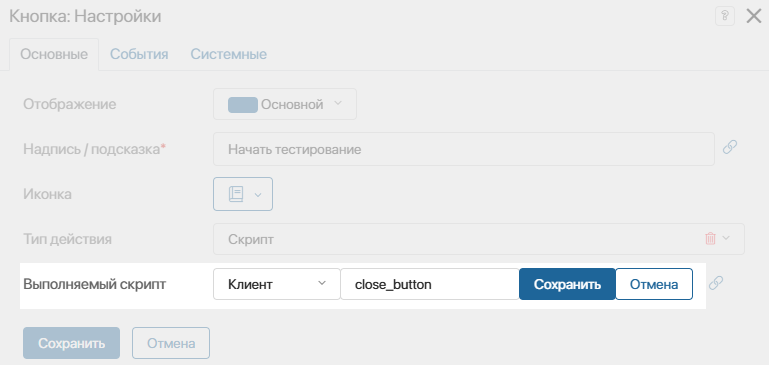 Кнопка: Настройки ?
Основные События Системные
Отображение Основной
Надпись / подсказка* Начать тестирование
Иконка
Тип действия Скрипт
Выполняемый скрипт Клиент close_button Сохранить Отмена
Сохранить Отмена